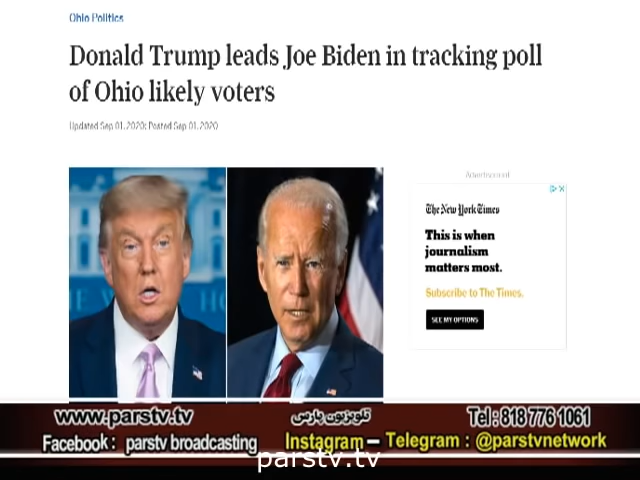 Ohio Politics
Donald Trump leads Joe Biden in tracking poll
of Ohio likely voters
Updated Sep 01, 2020; Posted Sep 01, 2020
Advertisement
The New York Times
This is when
journalism
matters most.
Subscribe to The Times.
SEE MY OPTIONS
www.parstv.tv تلویزیون پارس Tel : 818 776 1061
Facebook : parstv broadcasting Instagram – Telegram : @parstvnetwork
parstv.tv